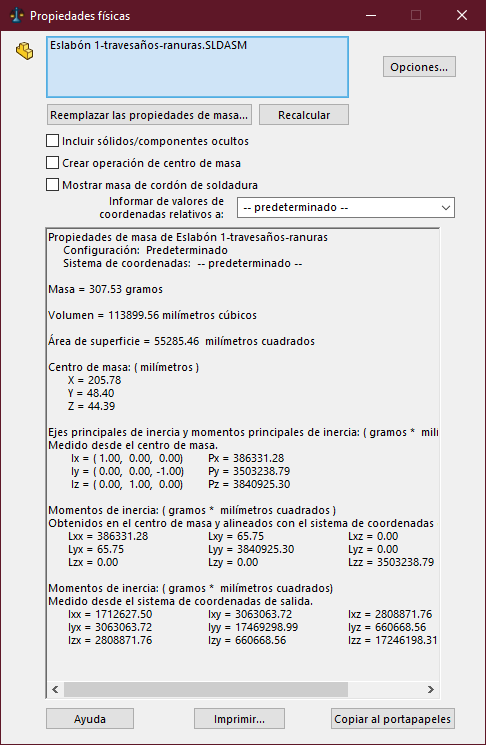 Propiedades físicas
Eslabón 1-travesaños-ranuras.SLDASM
Opciones...
Reemplazar las propiedades de masa... Recalcular
Incluir sólidos/componentes ocultos
Crear operación de centro de masa
Mostrar masa de cordón de soldadura
Informar de valores de
coordenadas relativos a: -- predeterminado --
Propiedades de masa de Eslabón 1-travesaños-ranuras
Configuración: Predeterminado
Sistema de coordenadas: -- predeterminado --
Masa = 307.53 gramos
Volumen = 113899.56 milímetros cúbicos
Área de superficie = 55285.46 milímetros cuadrados
Centro de masa: ( milímetros )
X = 205.78
Y = 48.40
Z = 44.39
Ejes principales de inercia y momentos principales de inercia: ( gramos * milí
Medido desde el centro de masa.
Ix = ( 1.00, 0.00, 0.00) Px = 386331.28
Iy = ( 0.00, 0.00, -1.00) Py = 3503238.79
Iz = ( 0.00, 1.00, 0.00) Pz = 3840925.30
Momentos de inercia: ( gramos * milímetros cuadrados )
Obtenidos en el centro de masa y alineados con el sistema de coordenadas
Lxx = 386331.28 Lxy = 65.75 Lxz = 0.00
Lyx = 65.75 Lyy = 3840925.30 Lyz = 0.00
Lzx = 0.00 Lzy = 0.00 Lzz = 3503238.79
Momentos de inercia: ( gramos * milímetros cuadrados)
Medido desde el sistema de coordenadas de salida.
Ixx = 1712627.50 Ixy = 3063063.72 Ixz = 2808871.76
Iyx = 3063063.72 Iyy = 17469298.99 Iyz = 660668.56
Izx = 2808871.76 Izy = 660668.56 Izz = 17246198.31
Ayuda Imprimir... Copiar al portapapeles